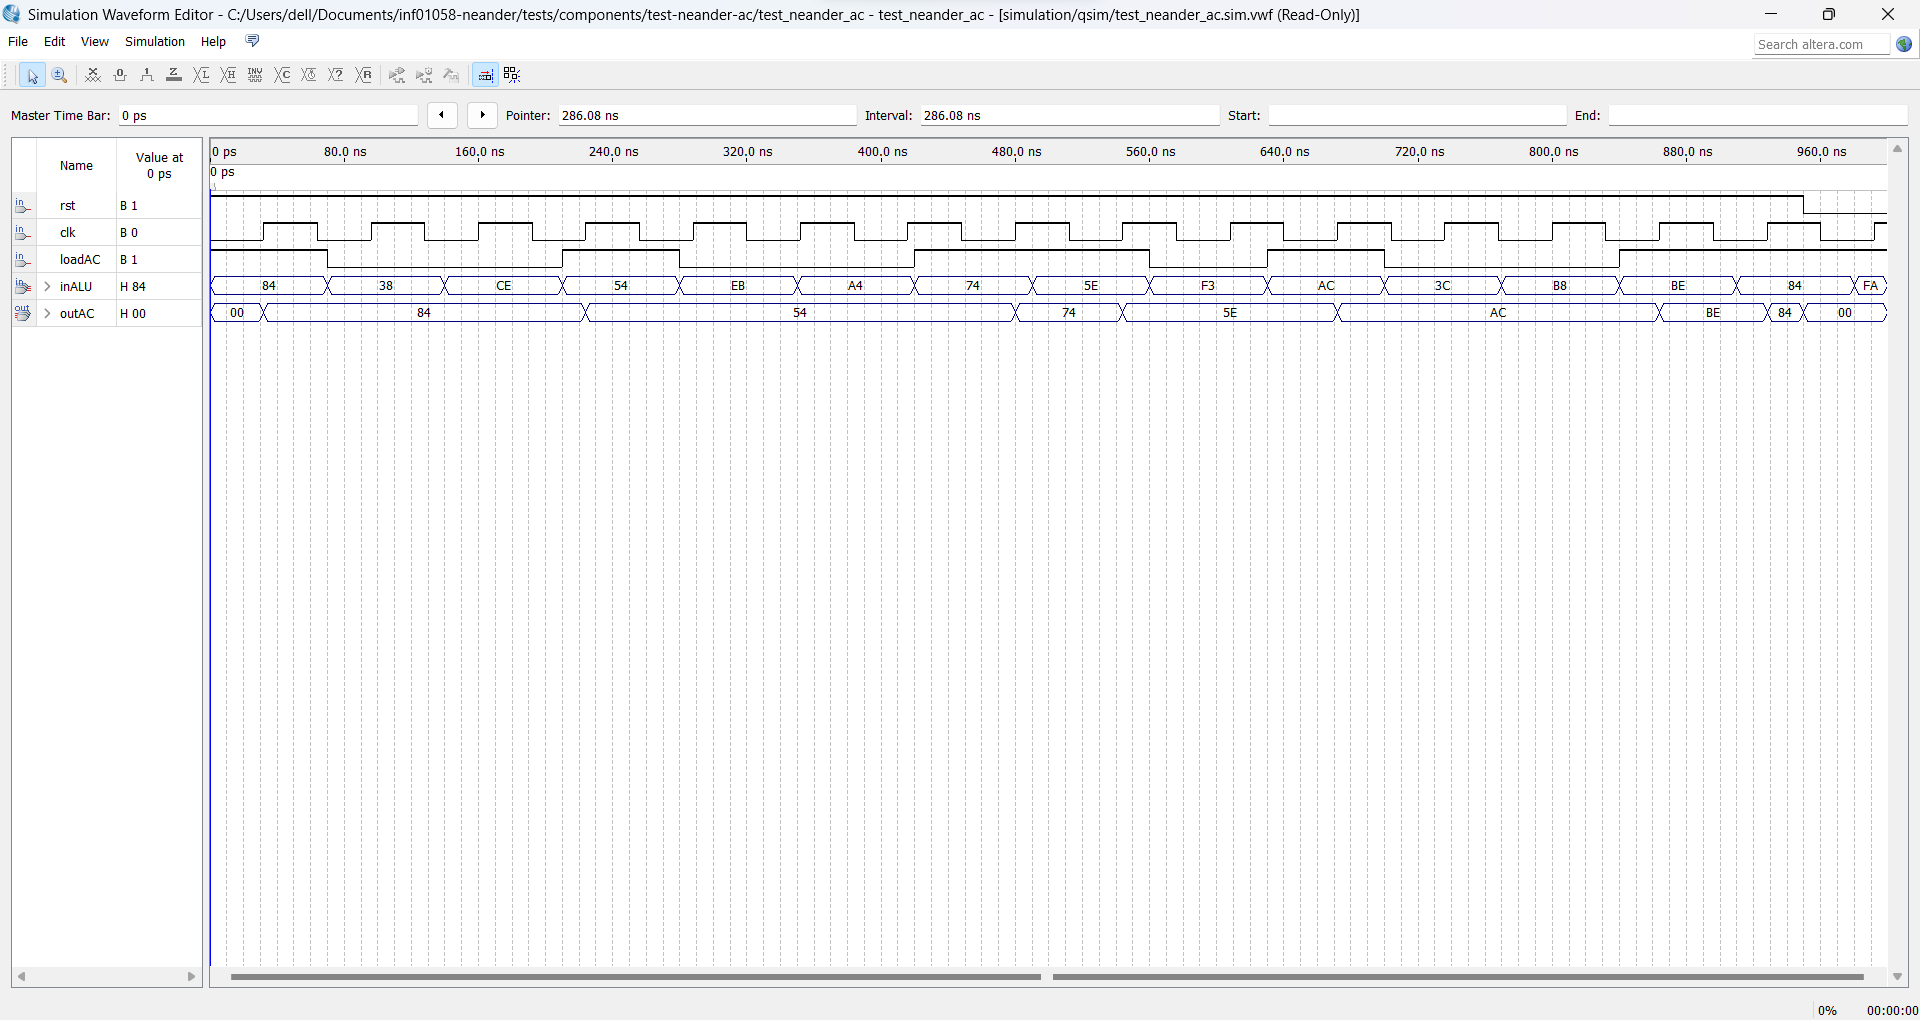 Simulation Waveform Editor - C:/Users/dell/Documents/inf01058-neander/tests/components/test-neander-ac/test_neander_ac - test_neander_ac - [simulation/qsim/test_neander_ac.sim.vwf (Read-Only)]
File Edit View Simulation Help
Search altera.com
Master Time Bar: 0 ps Pointer: 286.08 ns Interval: 286.08 ns Start: End:
Name Value at 0 ps
0 ps 80.0 ns 160.0 ns 240.0 ns 320.0 ns 400.0 ns 480.0 ns 560.0 ns 640.0 ns 720.0 ns 800.0 ns 880.0 ns 960.0 ns
0 ps
in rst B 1
in clk B 0
in loadAC B 1
in inALU H 84 84 38 CE 54 EB A4 74 5E F3 AC 3C B8 BE 84 FA
out outAC H 00 00 84 54 74 5E AC BE 84 00
0% 00:00:00